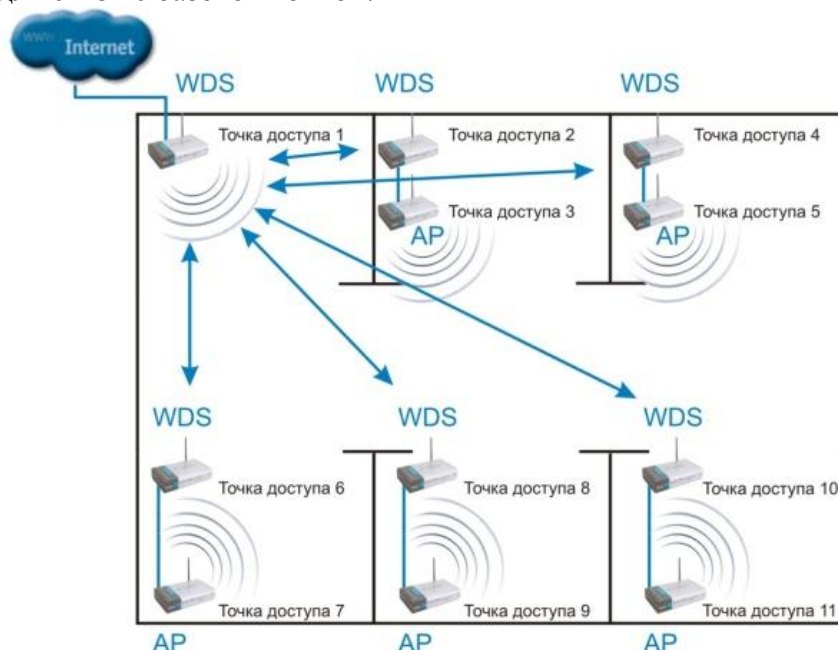 www.
Internet
WDS
WDS
WDS
Точка доступа 1
Точка доступа 2
Точка доступа 4
Точка доступа 3
Точка доступа 5
AP
AP
WDS
WDS
WDS
Точка доступа 6
Точка доступа 8
Точка доступа 10
Точка доступа 7
Точка доступа 9
Точка доступа 11
AP
AP
AP